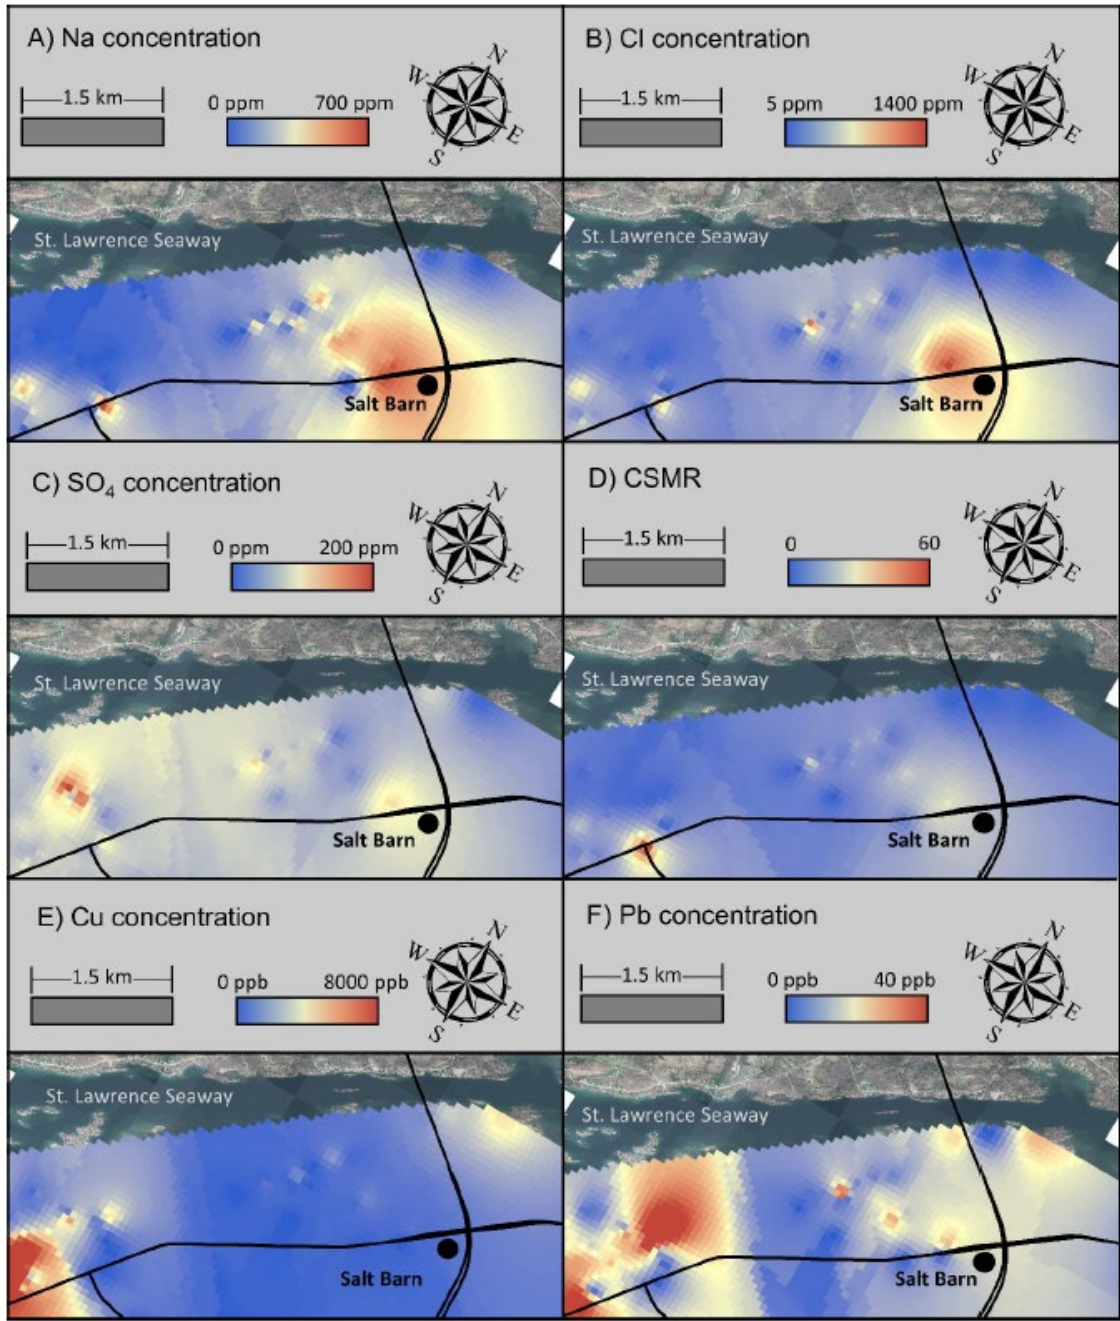 A) Na concentration
1.5 km
0 ppm 700 ppm
N
W
E
S
St. Lawrence Seaway
Salt Barn
B) Cl concentration
1.5 km
5 ppm 1400 ppm
N
W
E
S
St. Lawrence Seaway
Salt Barn
C) SO₄ concentration
1.5 km
0 ppm 200 ppm
N
W
E
S
St. Lawrence Seaway
Salt Barn
D) CSMR
1.5 km
0 60
N
W
E
S
St. Lawrence Seaway
Salt Barn
E) Cu concentration
1.5 km
0 ppb 8000 ppb
N
W
E
S
St. Lawrence Seaway
Salt Barn
F) Pb concentration
1.5 km
0 ppb 40 ppb
N
W
E
S
St. Lawrence Seaway
Salt Barn